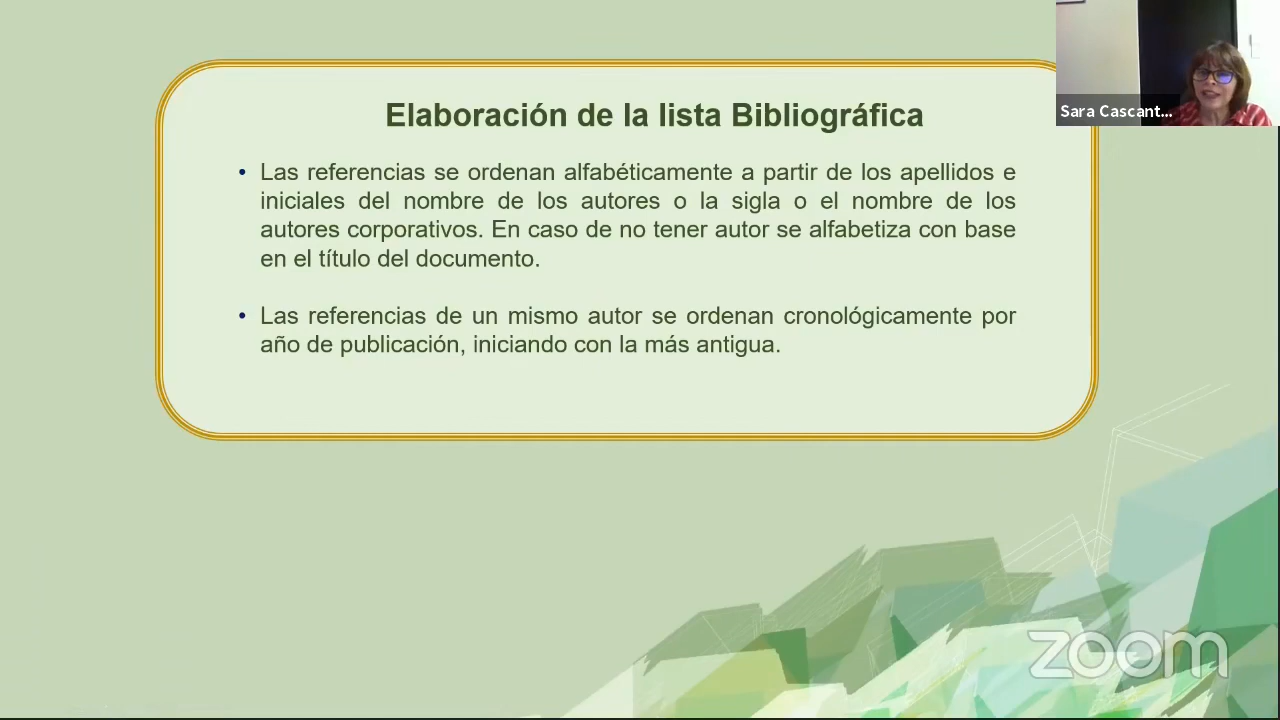 Elaboración de la lista Bibliográfica
Sara Cascant...
• Las referencias se ordenan alfabéticamente a partir de los apellidos e
iniciales del nombre de los autores o la sigla o el nombre de los
autores corporativos. En caso de no tener autor se alfabetiza con base
en el título del documento.
• Las referencias de un mismo autor se ordenan cronológicamente por
año de publicación, iniciando con la más antigua.
zoom